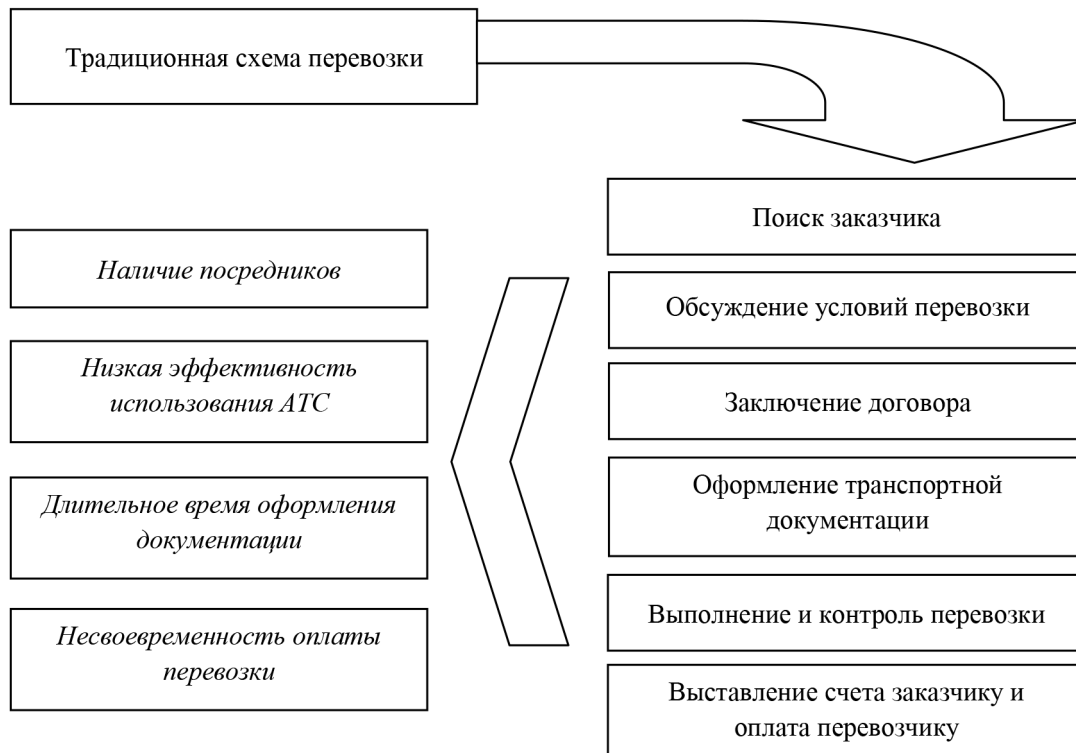 Традиционная схема перевозки
Поиск заказчика
Обсуждение условий перевозки
Заключение договора
Оформление транспортной
документации
Выполнение и контроль перевозки
Выставление счета заказчику и
оплата перевозчику
Наличие посредников
Низкая эффективность
использования АТС
Длительное время оформления
документации
Несвоевременность оплаты
перевозки